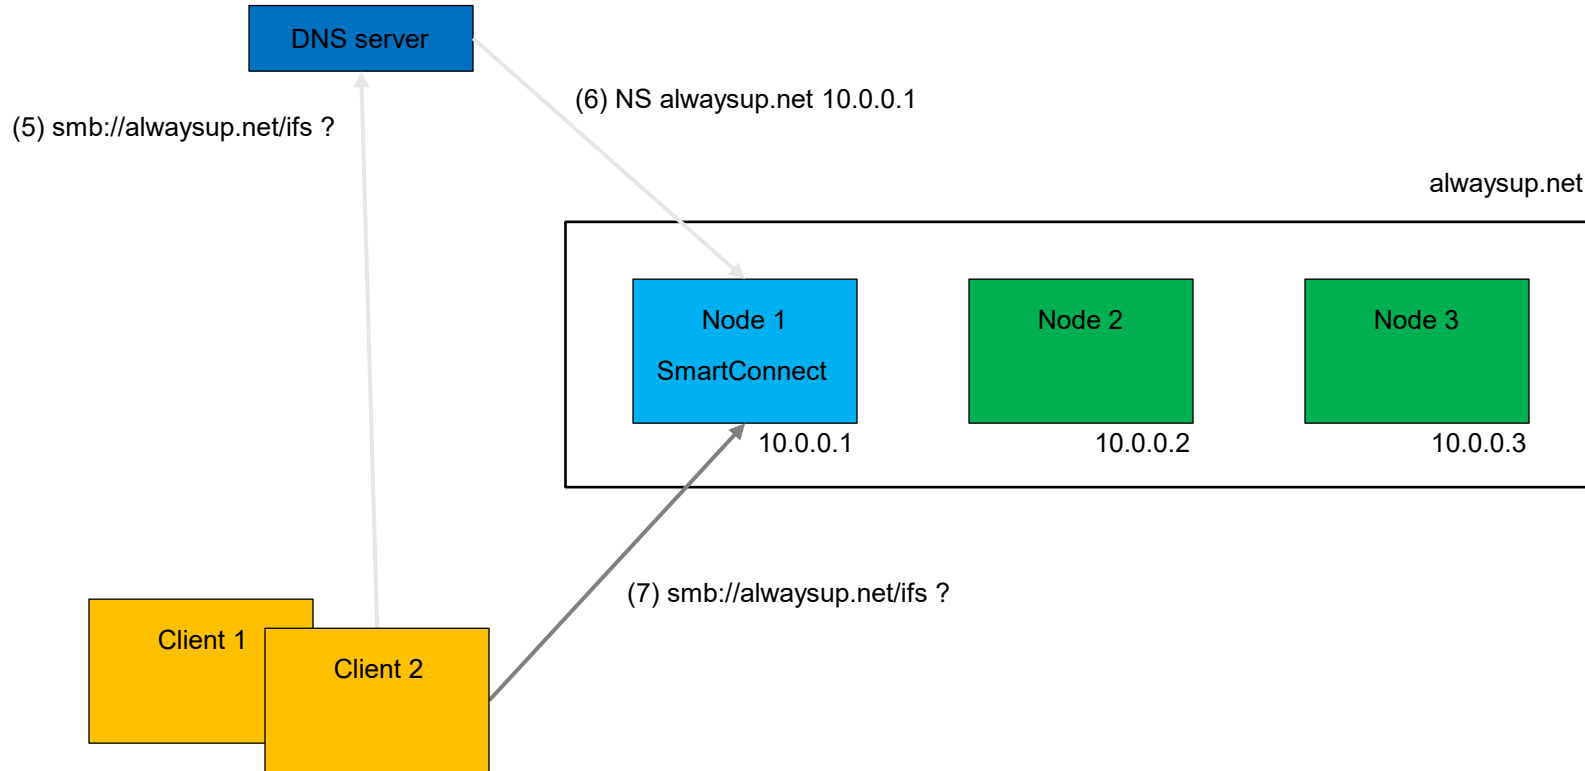 DNS server
(6) NS alwaysup.net 10.0.0.1
(5) smb://alwaysup.net/ifs ?
alwaysup.net
Node 1
SmartConnect
Node 2
Node 3
10.0.0.1
10.0.0.2
10.0.0.3
(7) smb://alwaysup.net/ifs ?
Client 1
Client 2